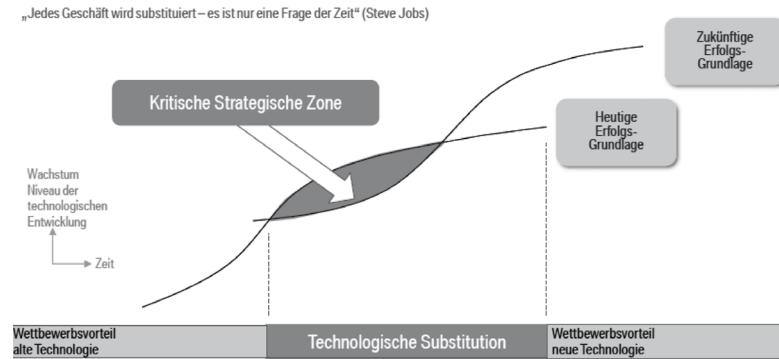 „Jedes Geschäft wird substituiert – es ist nur eine Frage der Zeit“ (Steve Jobs)
Zukünftige
Erfolgs-
Grundlage
Kritische Strategische Zone
Heutige
Erfolgs-
Grundlage
Wachstum
Niveau der
technologischen
Entwicklung
Zeit
Wettbewerbsvorteil
alte Technologie
Technologische Substitution
Wettbewerbsvorteil
neue Technologie